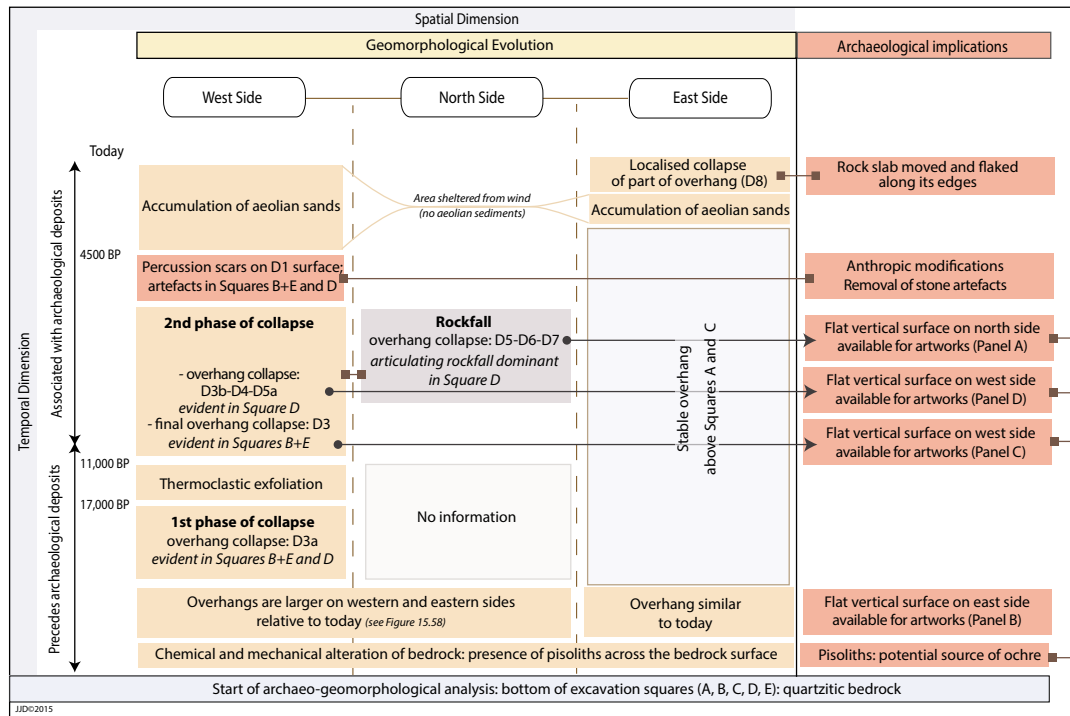 Spatial Dimension
Geomorphological Evolution
Archaeological implications
West Side
North Side
East Side
Temporal Dimension
Associated with archaeological deposits
Precedes archaeological deposits
Today
4500 BP
11,000 BP
17,000 BP
Accumulation of aeolian sands
Area sheltered from wind
(no aeolian sediments)
Localised collapse
of part of overhang (D8)
Accumulation of aeolian sands
Rock slab moved and flaked
along its edges
Percussion scars on D1 surface;
artefacts in Squares B+E and D
Anthropic modifications
Removal of stone artefacts
2nd phase of collapse
- overhang collapse:
D3b-D4-D5a
evident in Square D
- final overhang collapse: D3
evident in Squares B+E
Rockfall
overhang collapse: D5-D6-D7
articulating rockfall dominant
in Square D
Stable overhang
above Squares A and C
Flat vertical surface on north side
available for artworks (Panel A)
Flat vertical surface on west side
available for artworks (Panel D)
Flat vertical surface on west side
available for artworks (Panel C)
Thermoclastic exfoliation
No information
1st phase of collapse
overhang collapse: D3a
evident in Squares B+E and D
Overhangs are larger on western and eastern sides
relative to today (see Figure 15.58)
Overhang similar
to today
Flat vertical surface on east side
available for artworks (Panel B)
Chemical and mechanical alteration of bedrock: presence of pisoliths across the bedrock surface
Pisoliths: potential source of ochre
Start of archaeo-geomorphological analysis: bottom of excavation squares (A, B, C, D, E): quartzitic bedrock
JJD©2015